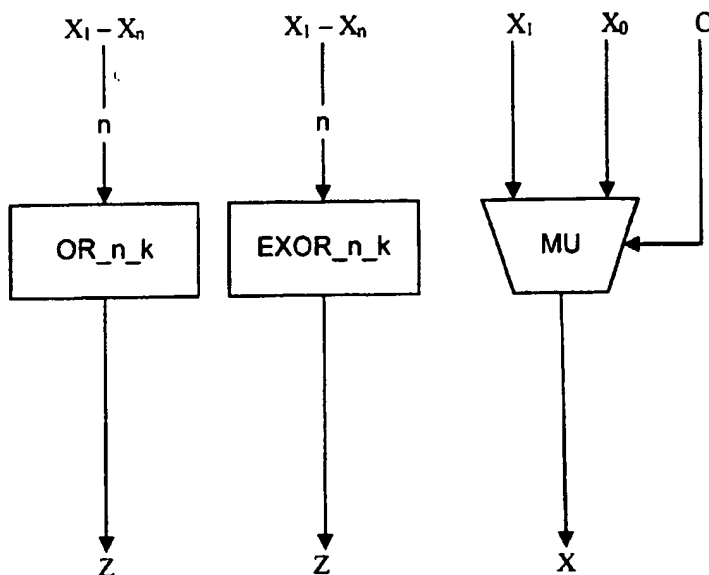 X₁ – Xₙ X₁ – Xₙ X₁ X₀ C
n n
OR_n_k EXOR_n_k MU
Z Z X